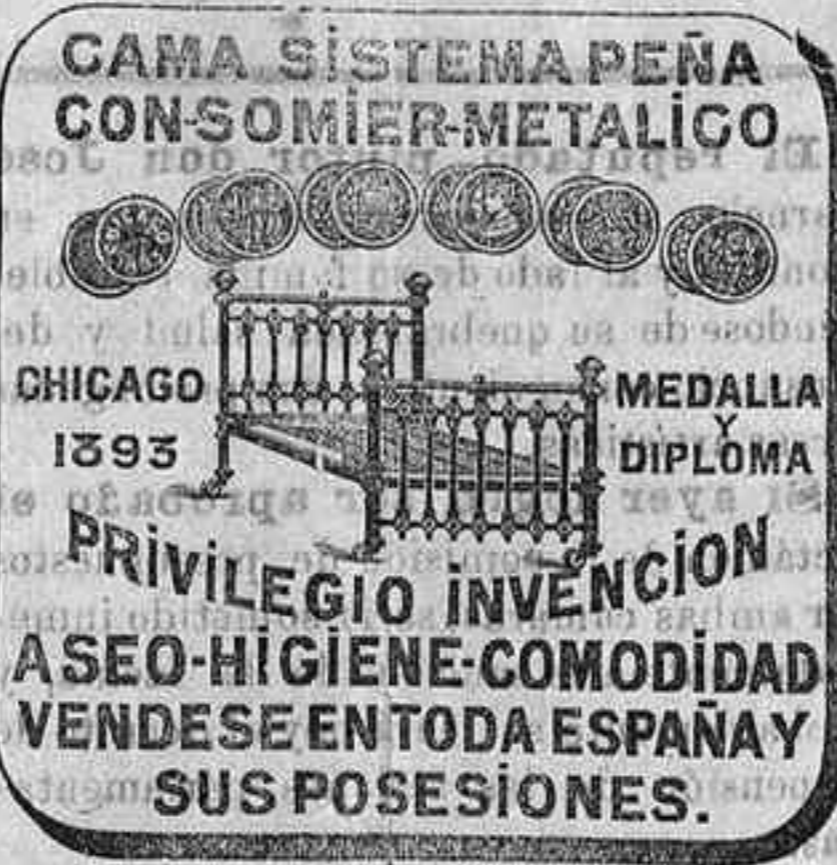 CAMA SISTEMA PEÑA
CON-SOMIER-METALICO
CHICAGO
1893
MEDALLA
Y
DIPLOMA
PRIVILEGIO INVENCION
ASEO-HIGIENE-COMODIDAD
VENDESE EN TODA ESPAÑA Y
SUS POSESIONES.